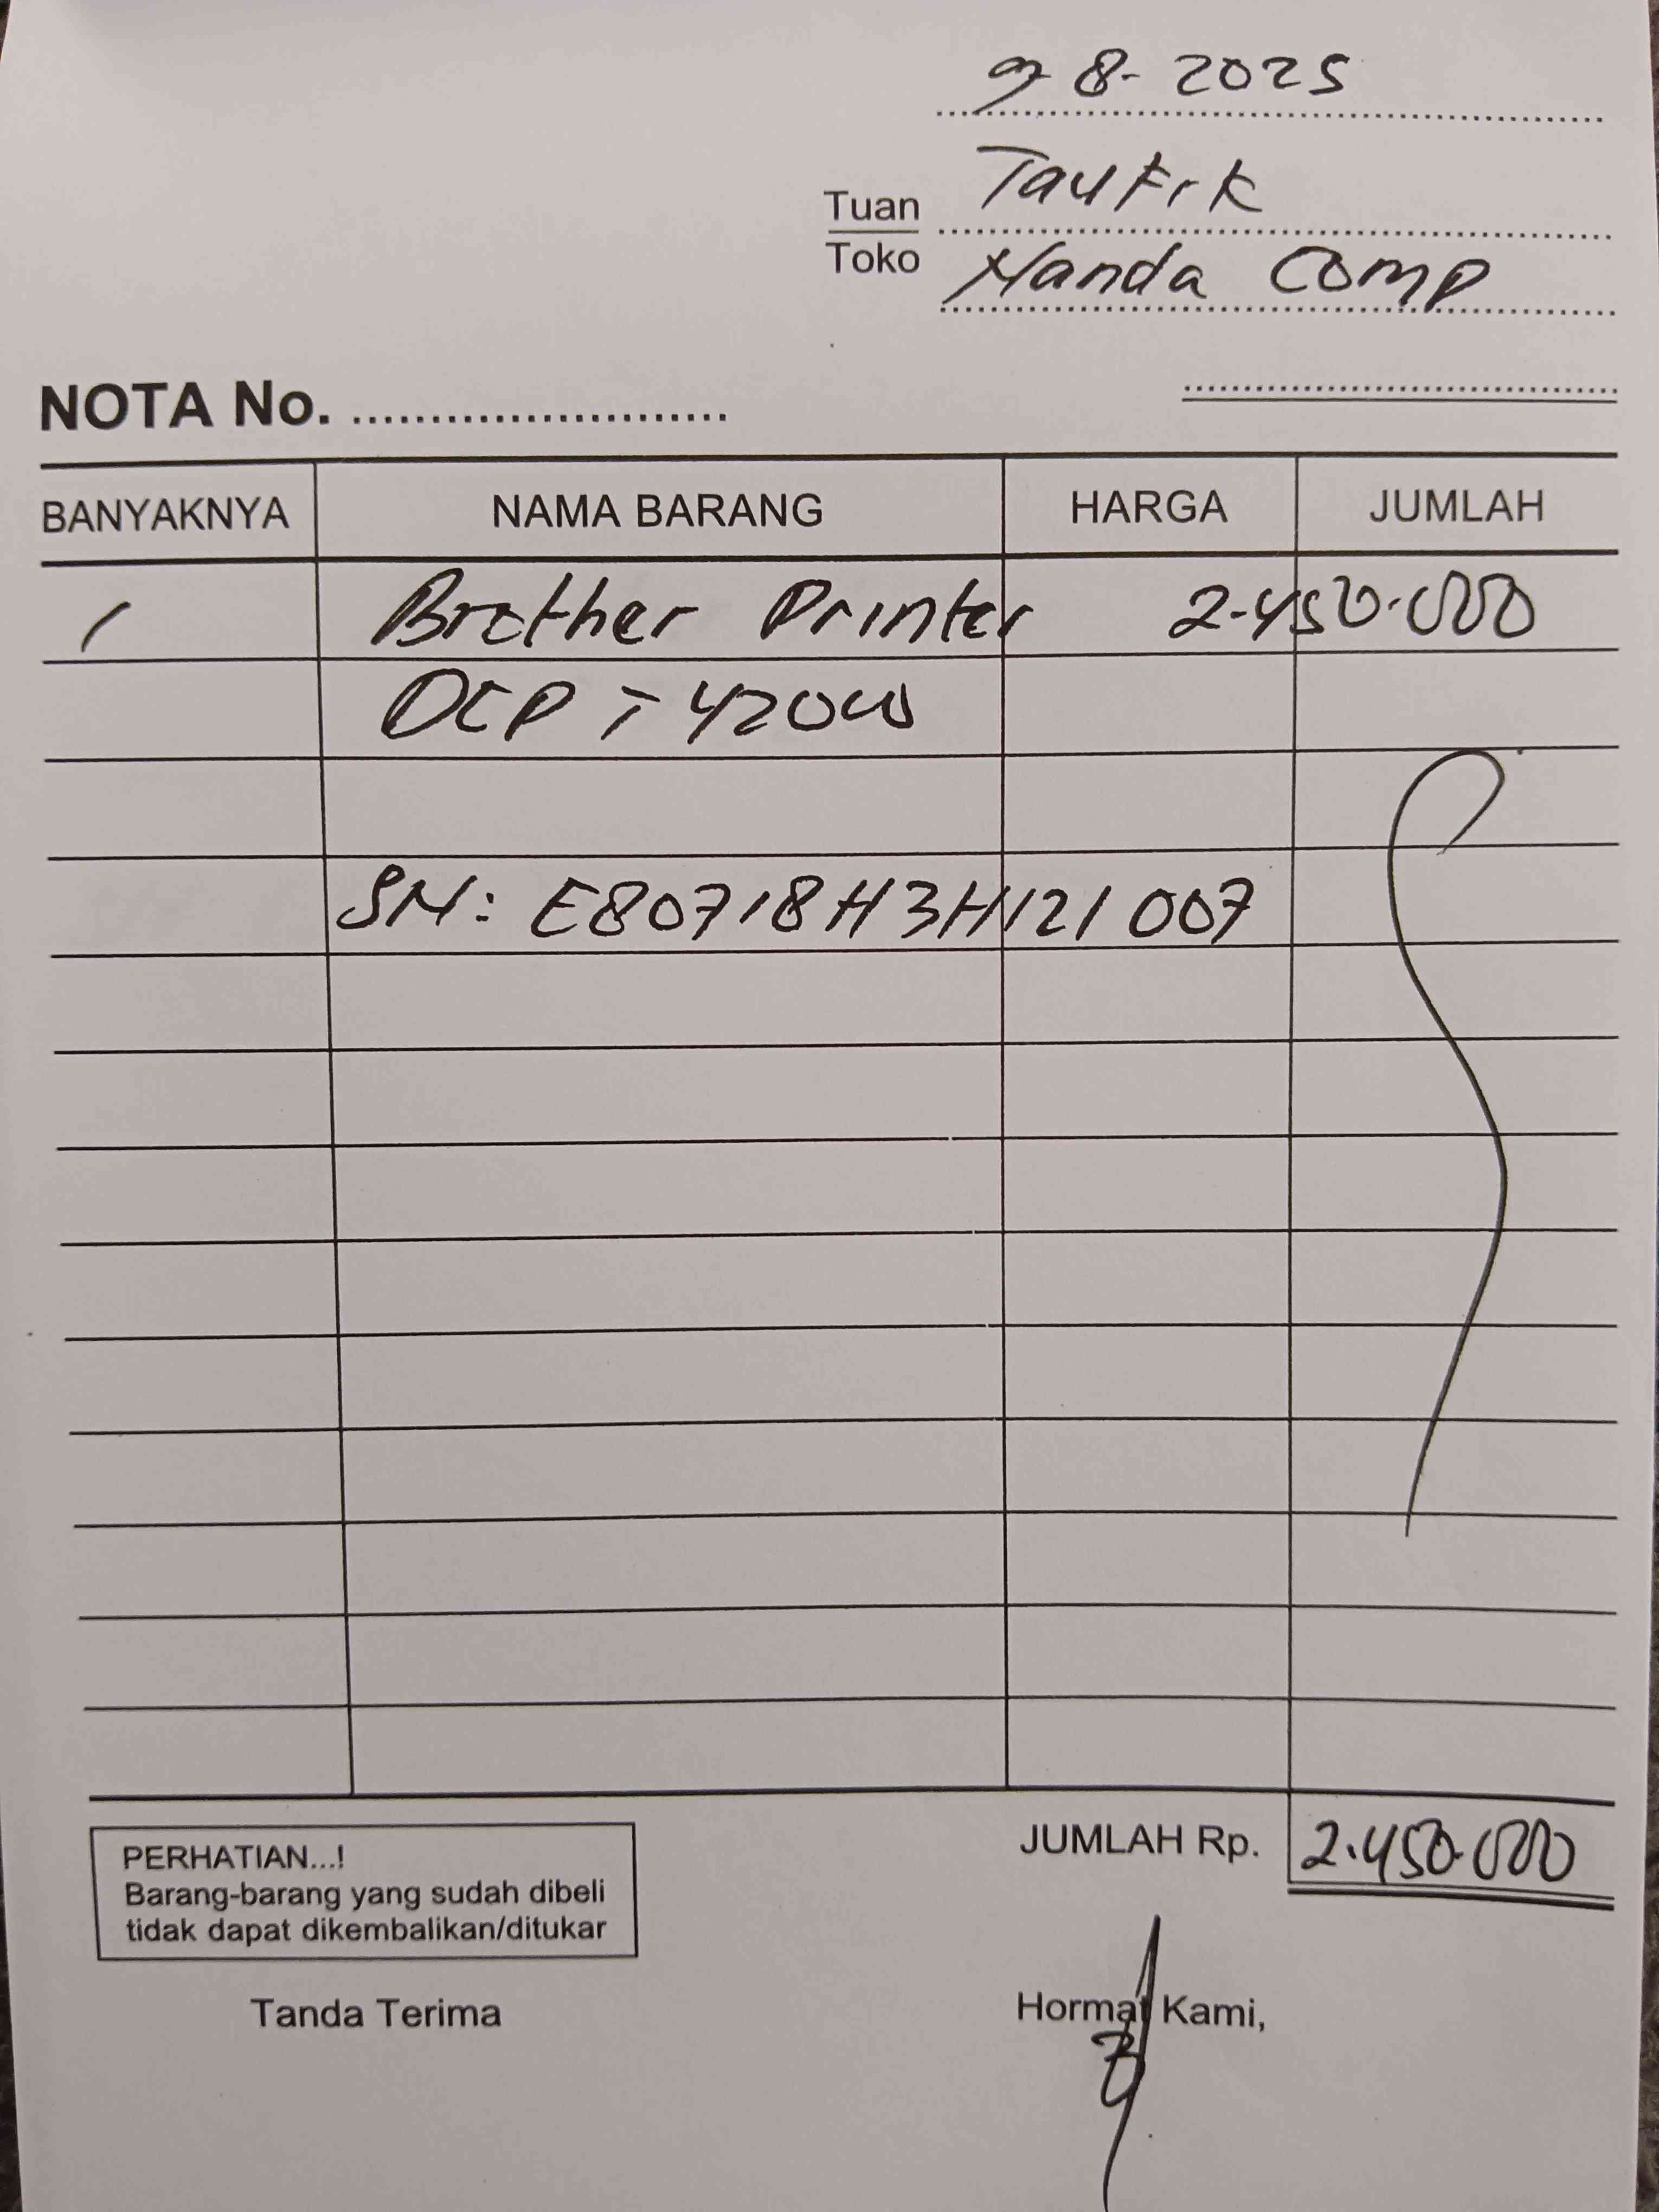 9-8-2025
Tuan Taufik
Toko Nanda Comp
NOTA No. ........................
BANYAKNYA NAMA BARANG HARGA JUMLAH
1 Brother Printer 2.450.000
DCP T-420W
SN: E80718H3H121007
JUMLAH Rp. 2.450.000
PERHATIAN...!
Barang-barang yang sudah dibeli
tidak dapat dikembalikan/ditukar
Tanda Terima Hormat Kami,